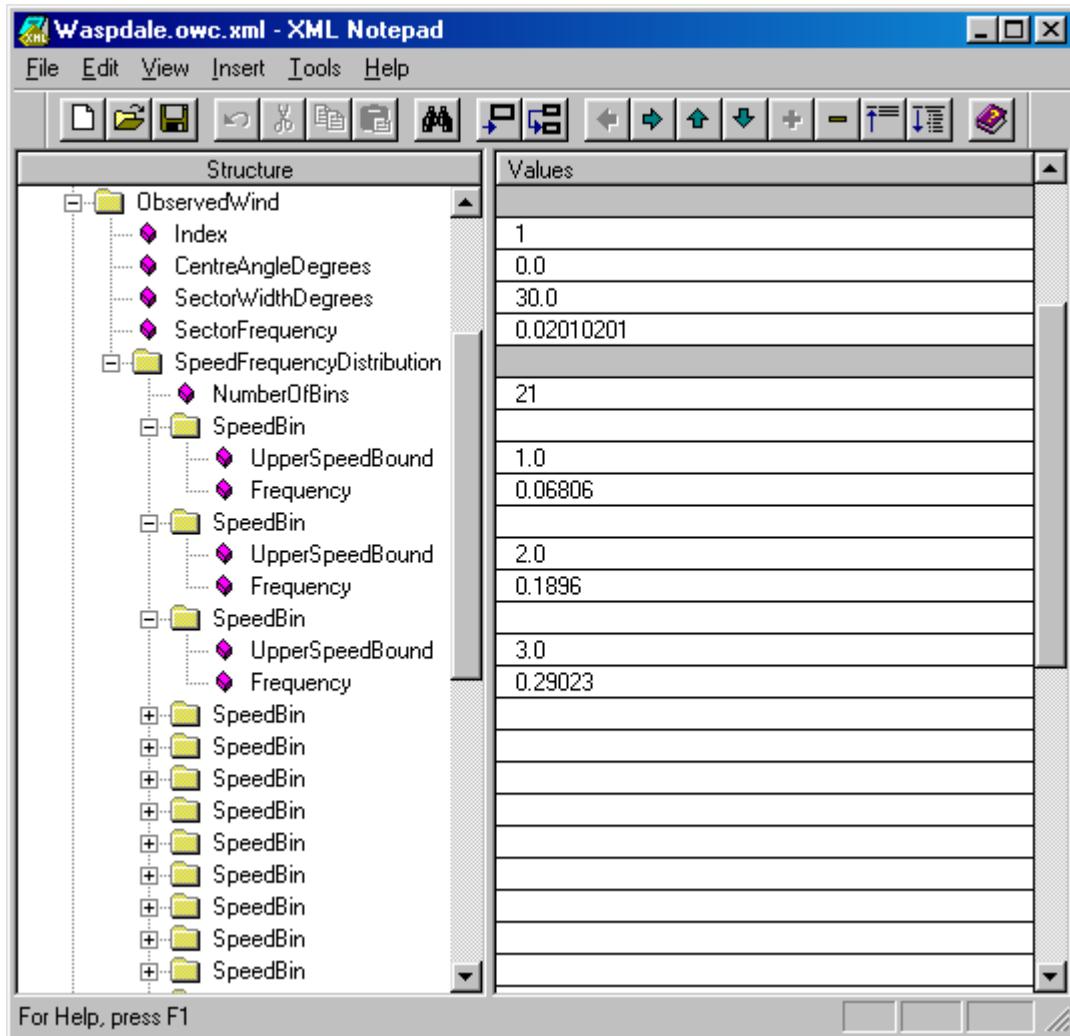 Waspdale.owc.xml - XML Notepad
File Edit View Insert Tools Help
Structure Values
ObservedWind
Index 1
CentreAngleDegrees 0.0
SectorWidthDegrees 30.0
SectorFrequency 0.02010201
SpeedFrequencyDistribution
NumberOfBins 21
SpeedBin
UpperSpeedBound 1.0
Frequency 0.06806
SpeedBin
UpperSpeedBound 2.0
Frequency 0.1896
SpeedBin
UpperSpeedBound 3.0
Frequency 0.29023
SpeedBin
SpeedBin
SpeedBin
SpeedBin
SpeedBin
SpeedBin
SpeedBin
SpeedBin
SpeedBin
For Help, press F1